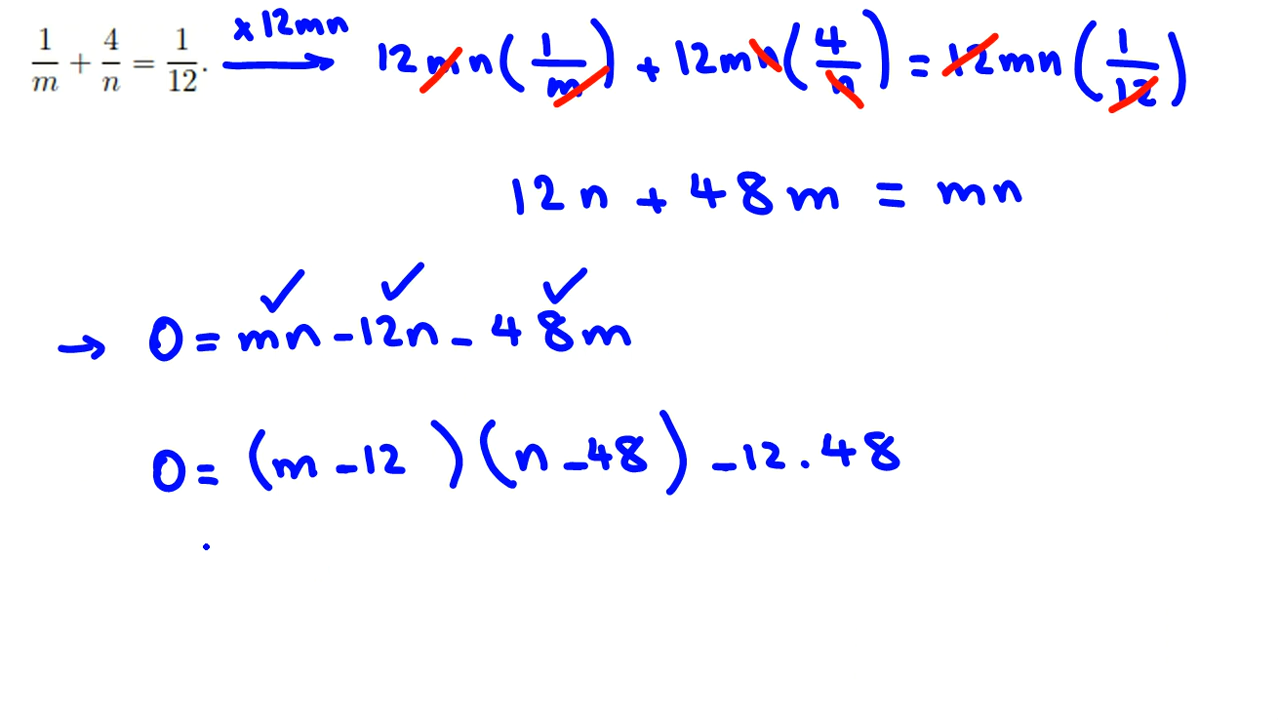 1/m + 4/n = 1/12. ×12mn → 12mn(1/m) + 12mn(4/n) = 12mn(1/12)
12n + 48m = mn
→ 0 = mn - 12n - 48m
0 = (m - 12)(n - 48) - 12.48